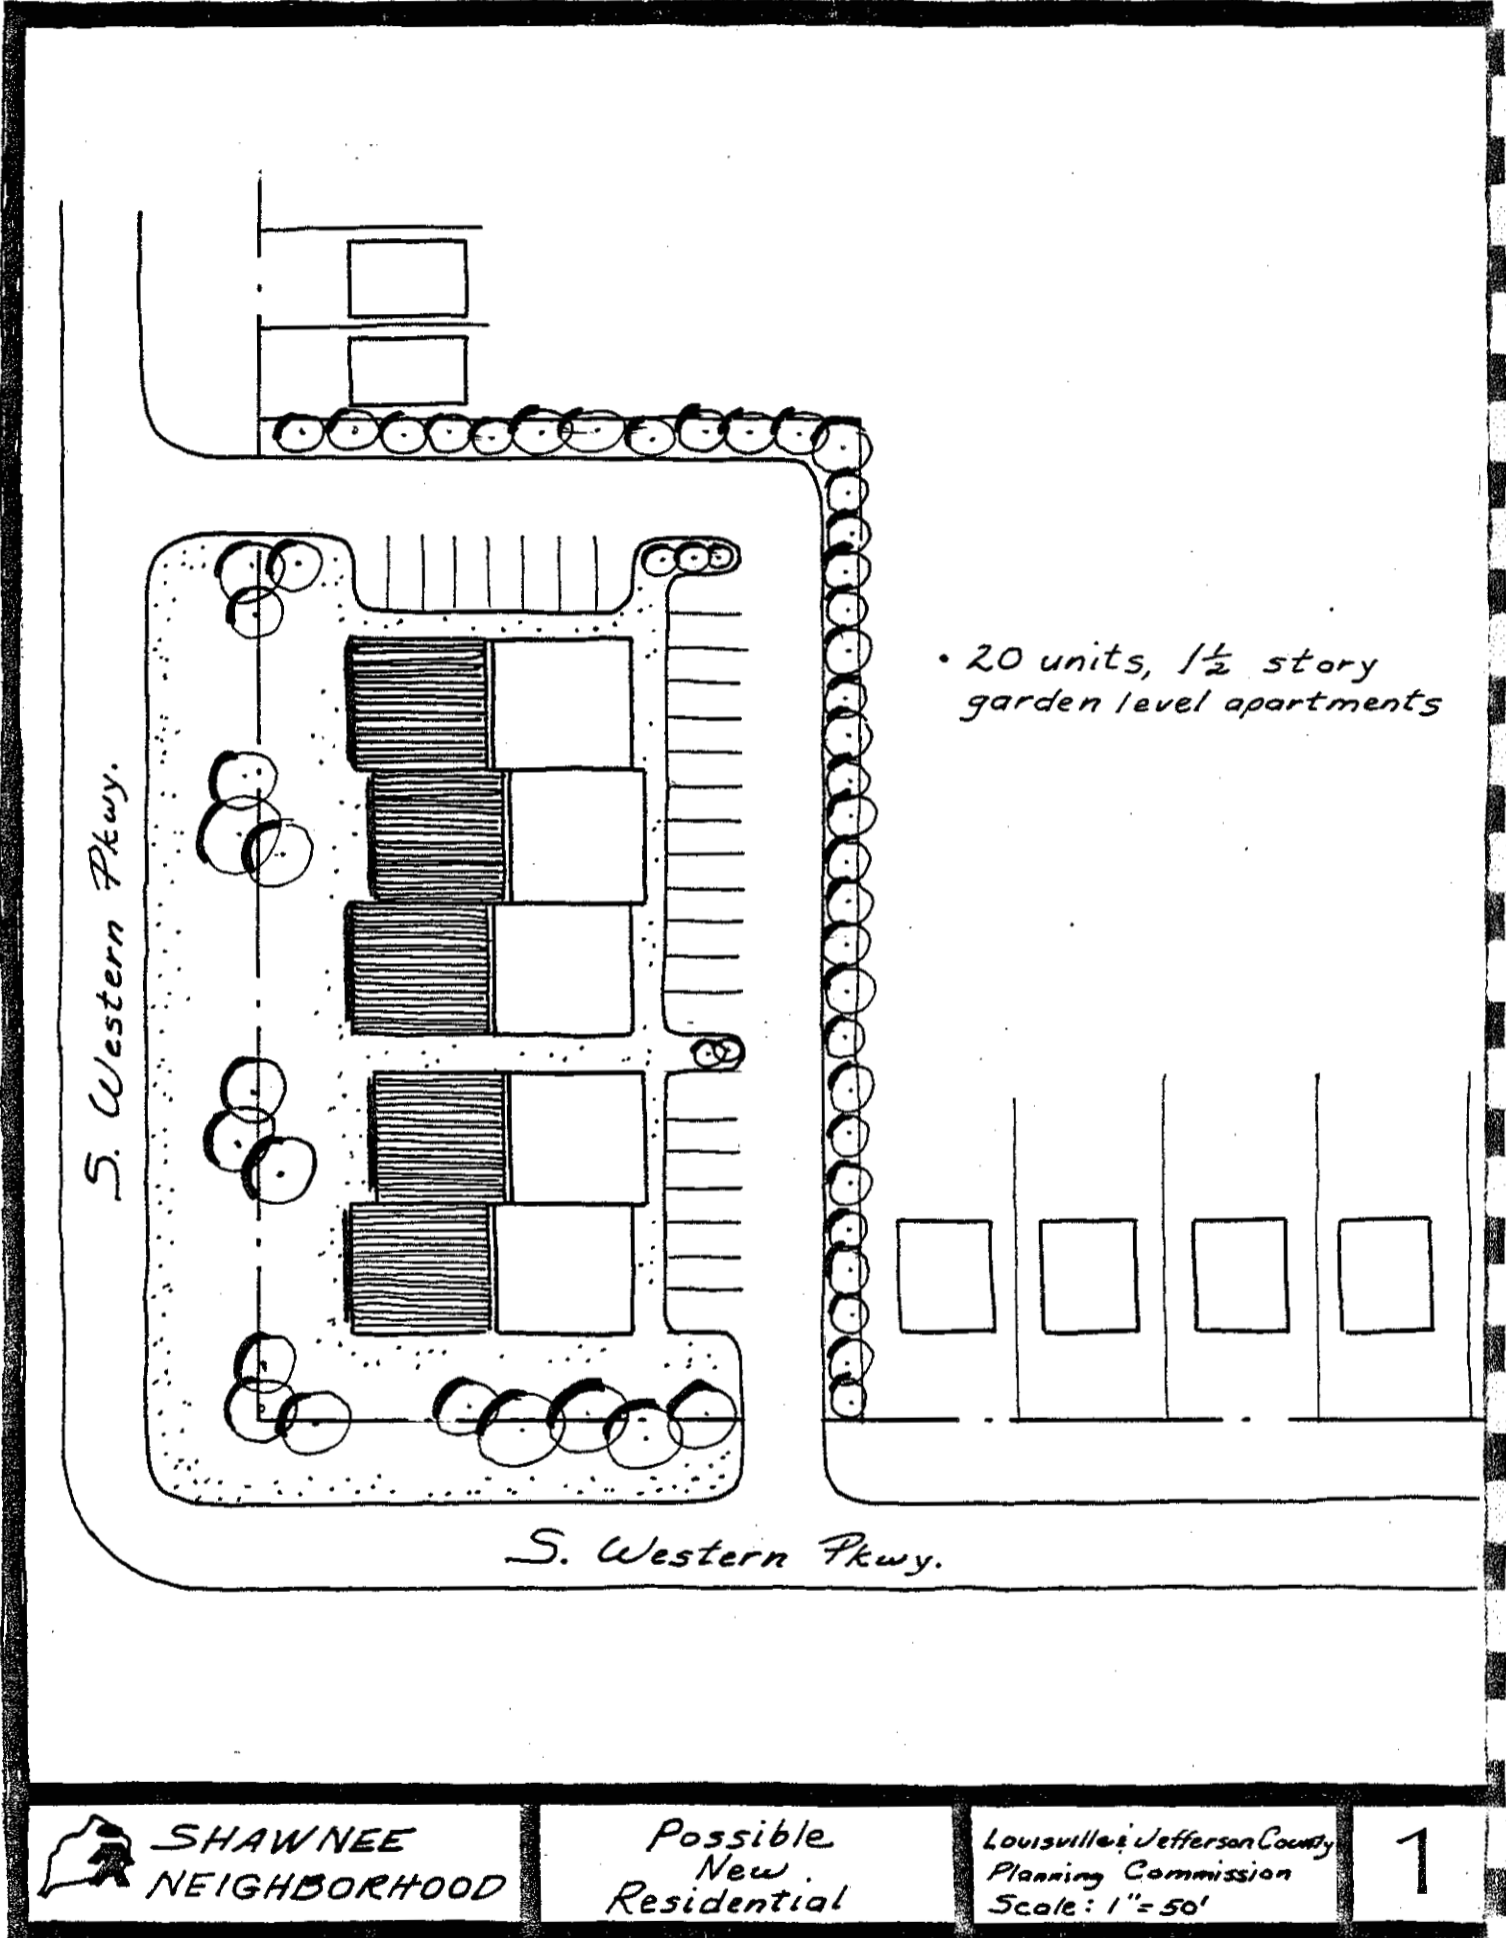 • 20 units, 1½ story
garden level apartments
S. Western Pkwy.
S. Western Pkwy.
SHAWNEE
NEIGHBORHOOD
Possible
New
Residential
Louisville & Jefferson County
Planning Commission
Scale: 1"=50'
1